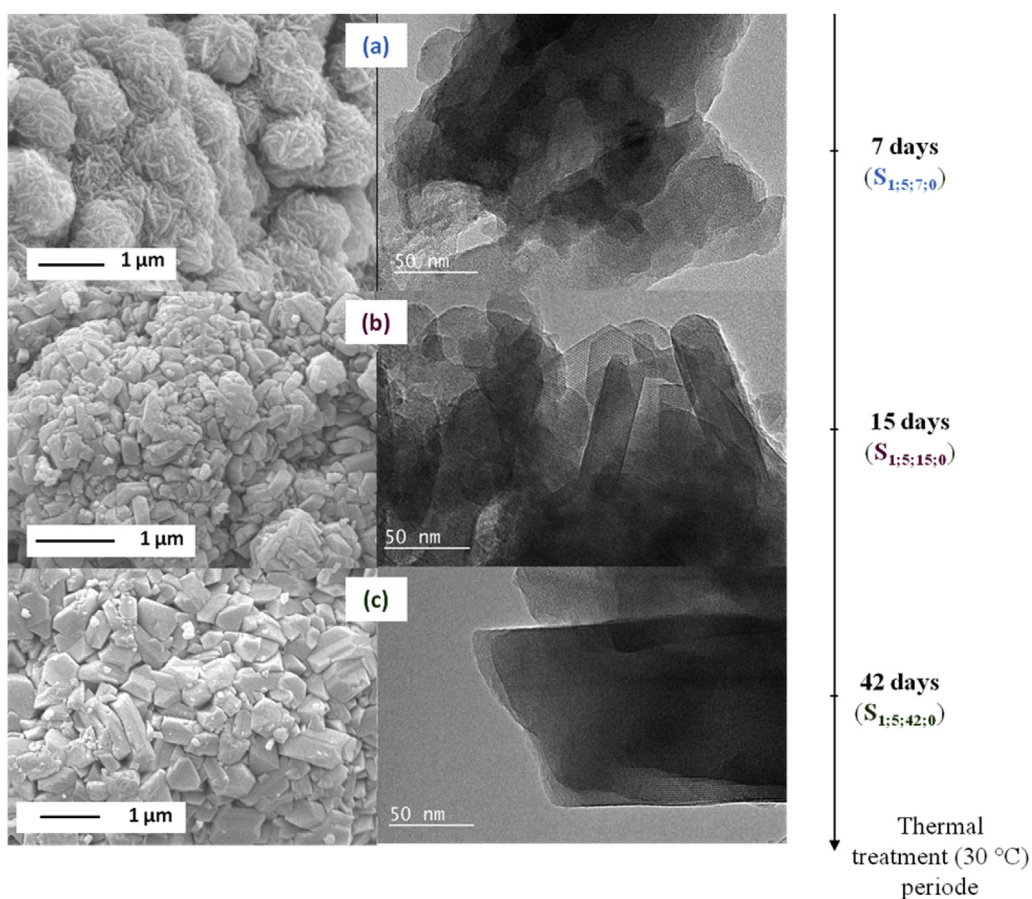 (a)
1 µm
50 nm
7 days
(S1;5;7;0)
(b)
1 µm
50 nm
15 days
(S1;5;15;0)
(c)
1 µm
50 nm
42 days
(S1;5;42;0)
Thermal
treatment (30 °C)
periode